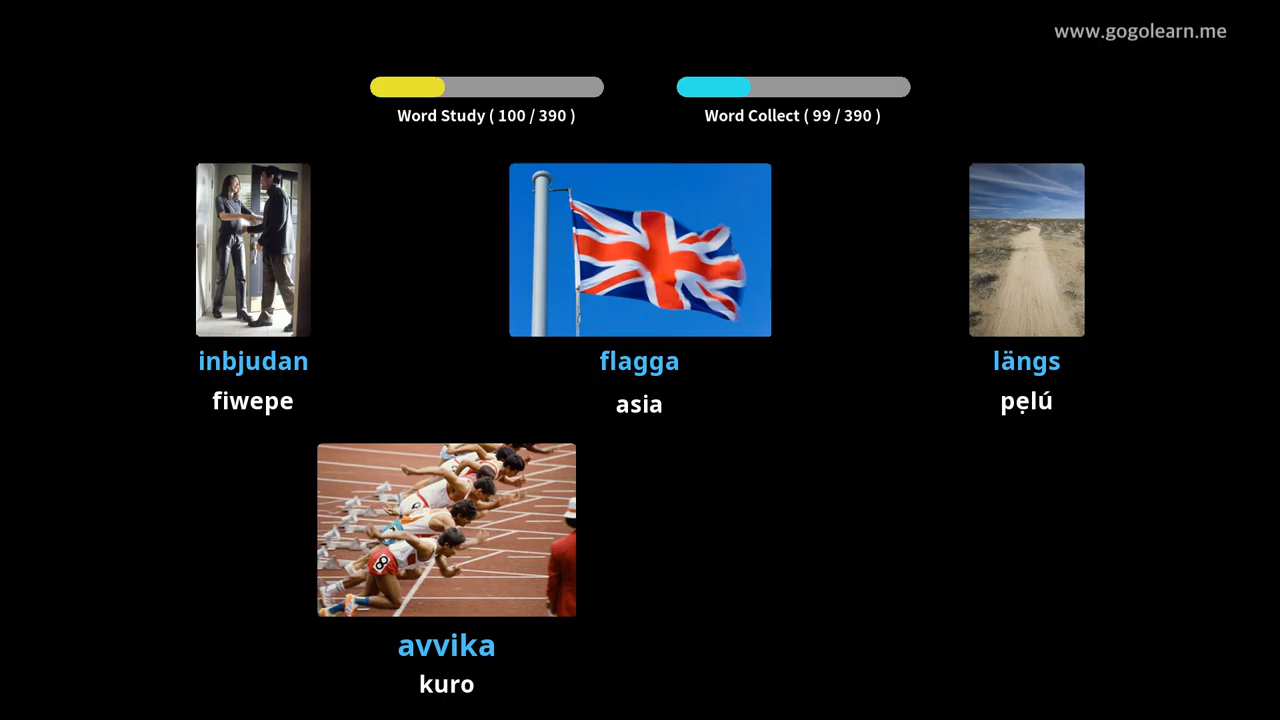 www.gogolearn.me
Word Study ( 100 / 390 )
Word Collect ( 99 / 390 )
inbjudan
fiwepe
flagga
asia
längs
pẹlú
avvika
kuro
8